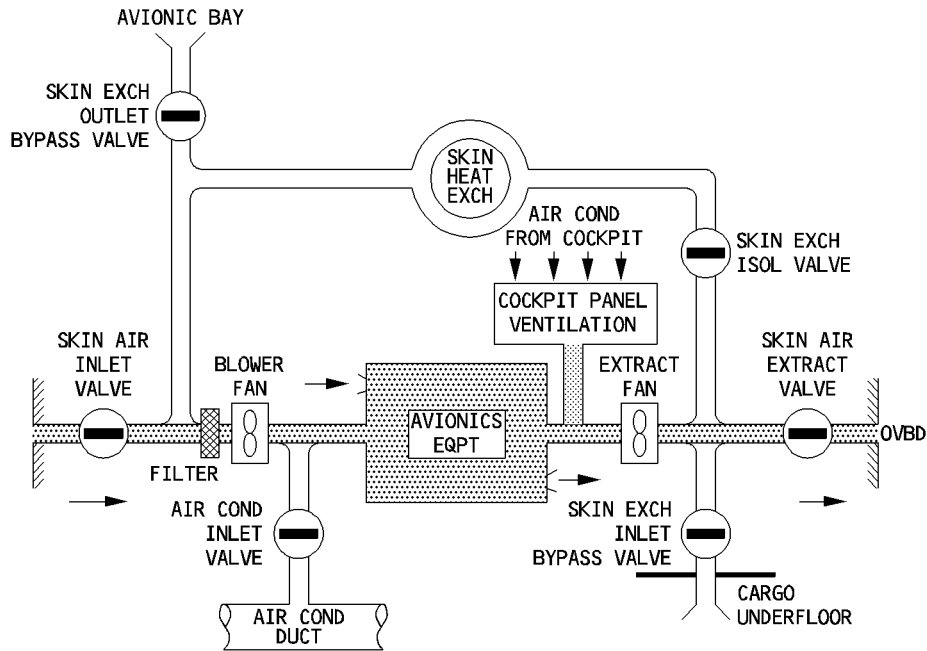 AVIONIC BAY
SKIN EXCH
OUTLET
BYPASS VALVE
SKIN
HEAT
EXCH
AIR COND
FROM COCKPIT
SKIN EXCH
ISOL VALVE
COCKPIT PANEL
VENTILATION
SKIN AIR
INLET
VALVE
BLOWER
FAN
EXTRACT
FAN
SKIN AIR
EXTRACT
VALVE
AVIONICS
EQPT
OVBD
FILTER
AIR COND
INLET
VALVE
SKIN EXCH
INLET
BYPASS VALVE
CARGO
UNDERFLOOR
AIR COND
DUCT